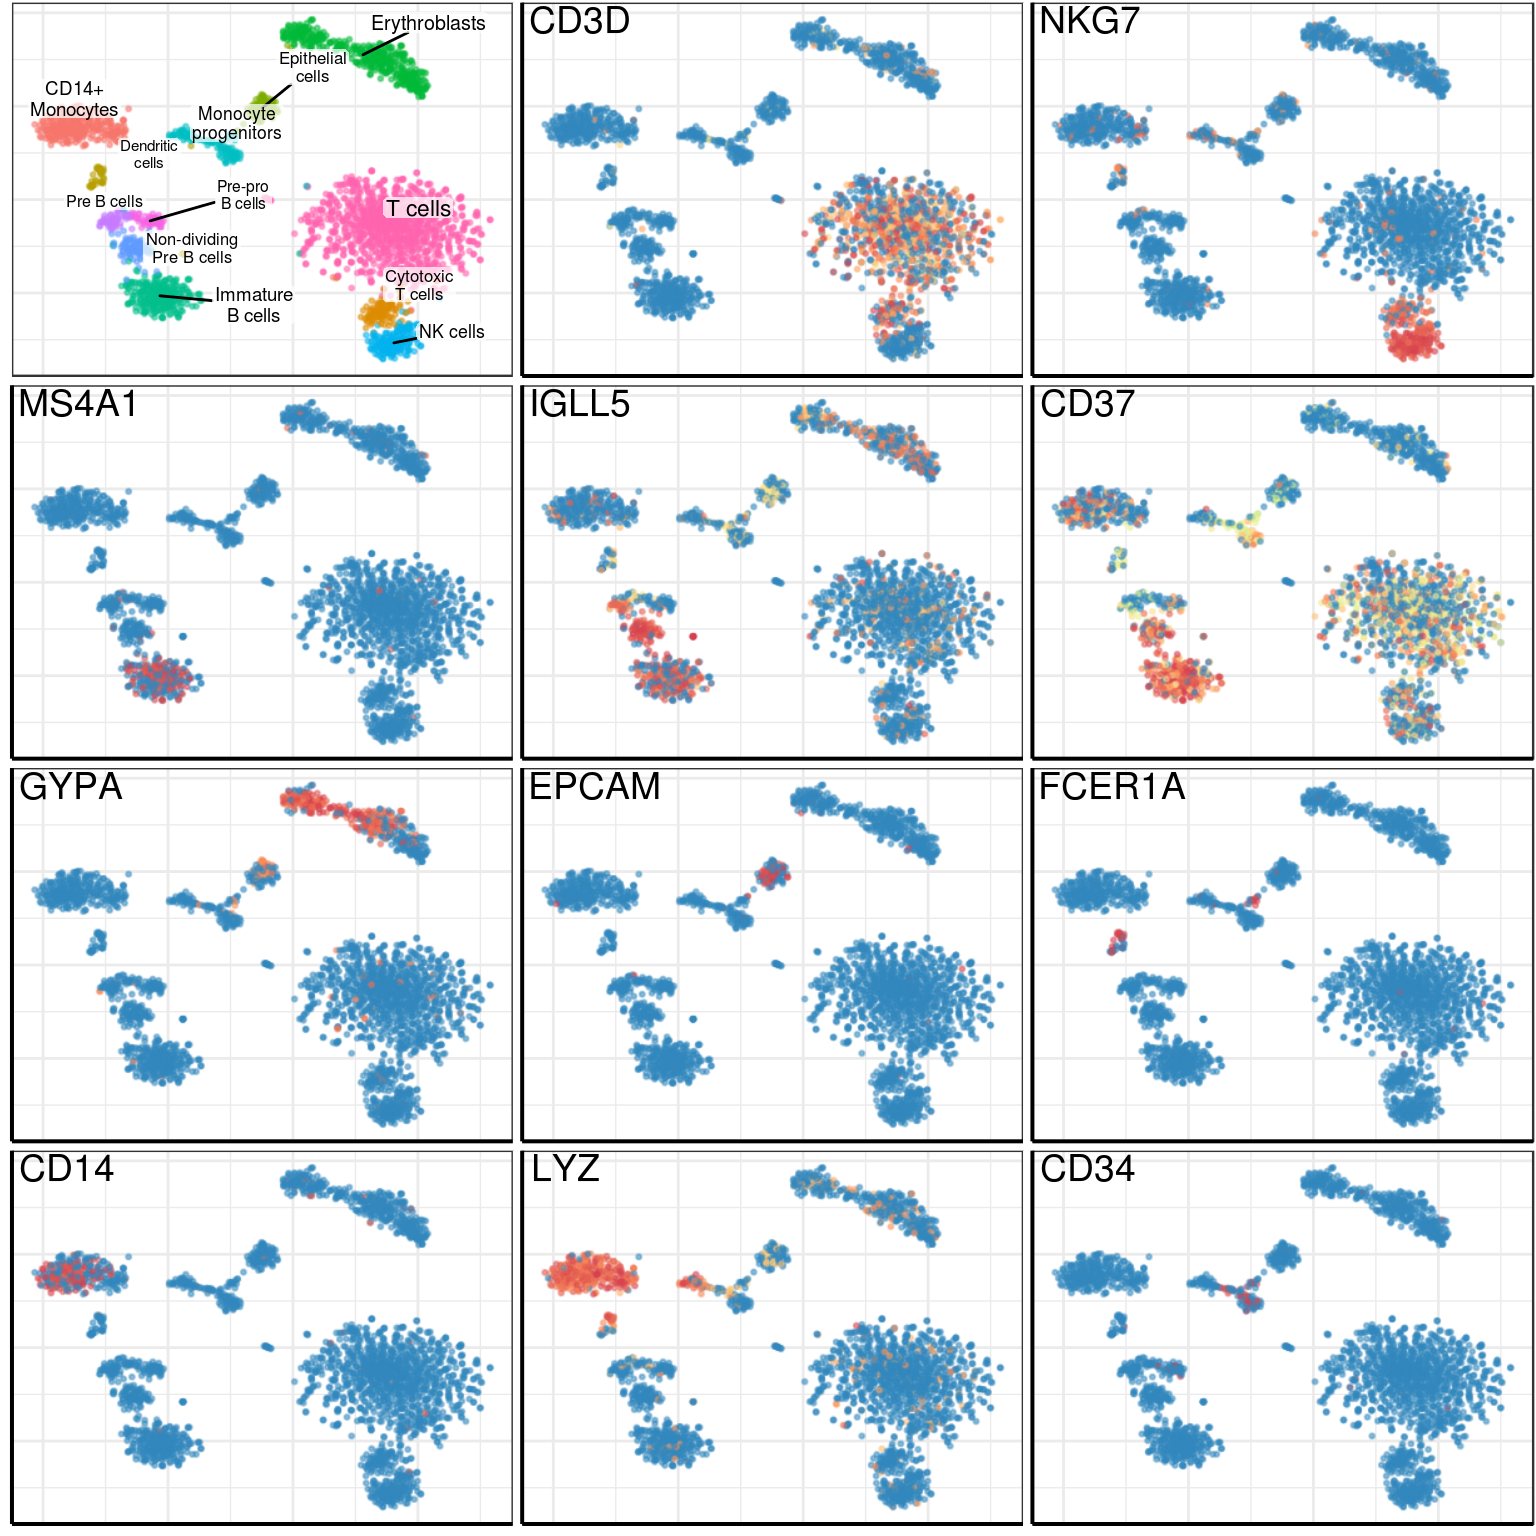 Erythroblasts
Epithelial
cells
CD14+
Monocytes
Monocyte
progenitors
Dendritic
cells
Pre B cells
Pre-pro
B cells
T cells
Non-dividing
Pre B cells
Cytotoxic
T cells
Immature
B cells
NK cells
CD3D
NKG7
MS4A1
IGLL5
CD37
GYPA
EPCAM
FCER1A
CD14
LYZ
CD34